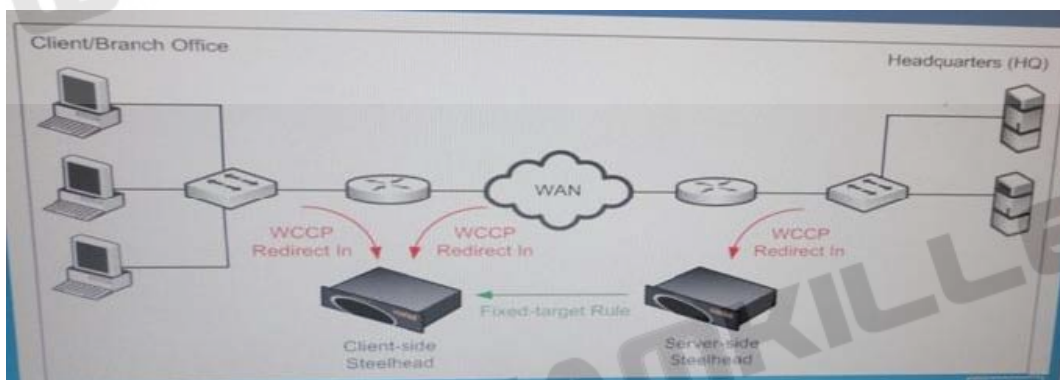 Client/Branch Office
Headquarters (HQ)
WAN
WCCP
Redirect In
WCCP
Redirect In
WCCP
Redirect In
Fixed-target Rule
Client-side
Steelhead
Server-side
Steelhead